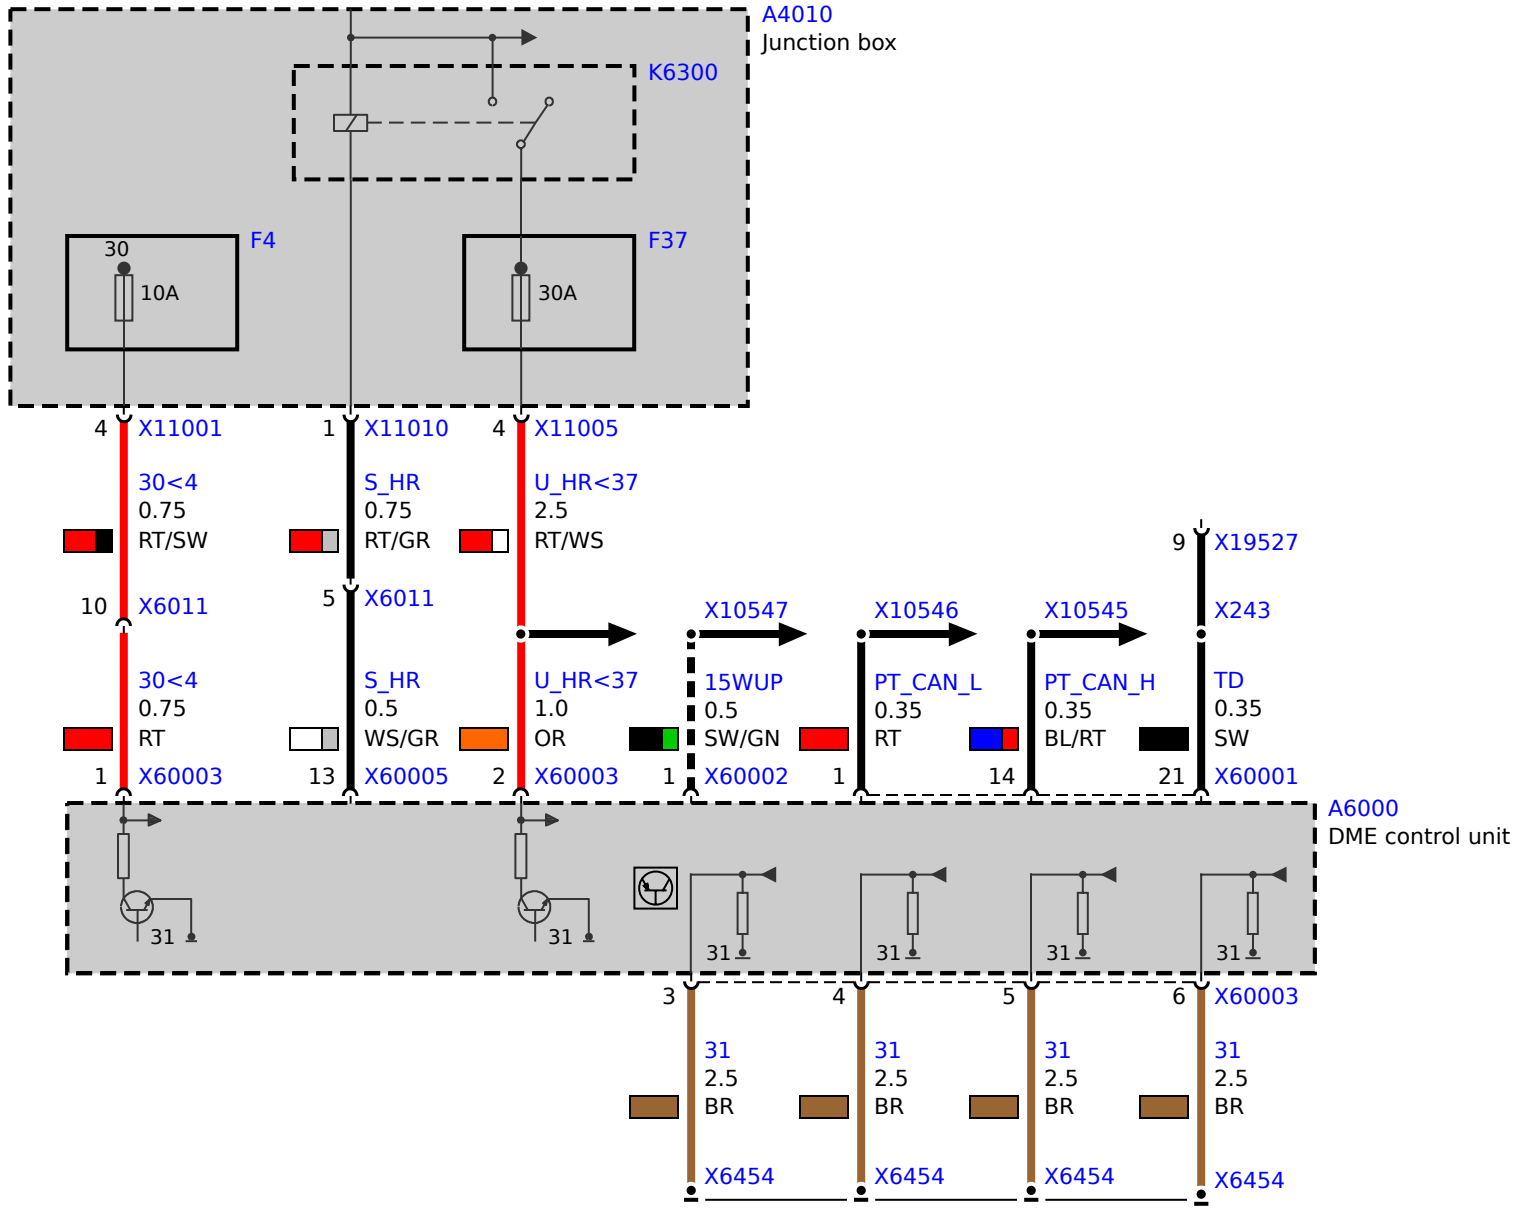 A4010
Junction box
K6300
F4
F37
30
10A
30A
4 X11001
1 X11010
4 X11005
30<4
0.75
RT/SW
S_HR
0.75
RT/GR
U_HR<37
2.5
RT/WS
9 X19527
10 X6011
5 X6011
X10547
X10546
X10545
X243
30<4
0.75
RT
S_HR
0.5
WS/GR
U_HR<37
1.0
OR
15WUP
0.5
SW/GN
PT_CAN_L
0.35
RT
PT_CAN_H
0.35
BL/RT
TD
0.35
SW
1 X60003
13 X60005
2 X60003
1 X60002
1
14
21 X60001
A6000
DME control unit
31
31
31
31
31
31
3
4
5
6 X60003
31
2.5
BR
31
2.5
BR
31
2.5
BR
31
2.5
BR
X6454
X6454
X6454
X6454